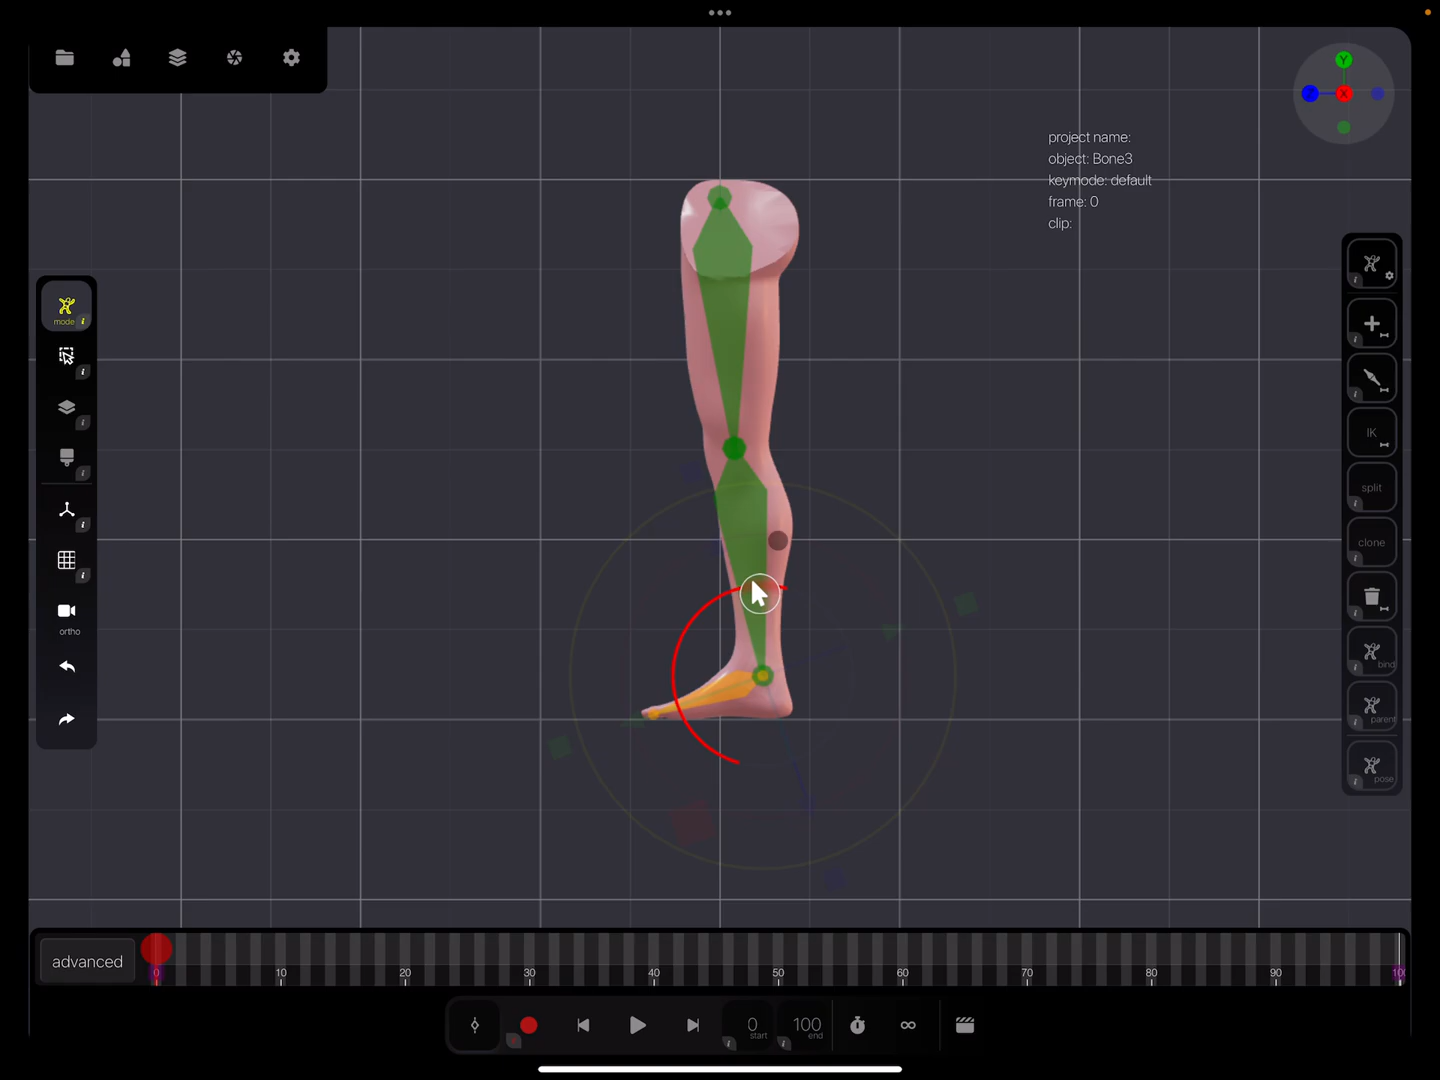 Y
X
project name:
object: Bone3
keymode: default
frame: 0
clip:
mode
i
i
i
i
i
i
ortho
i
i
i
IK
split
i
clone
i
i
bind
i
parent
i
pose
i
advanced
0
10
20
30
40
50
60
70
80
90
100
0
start
i
100
end
i